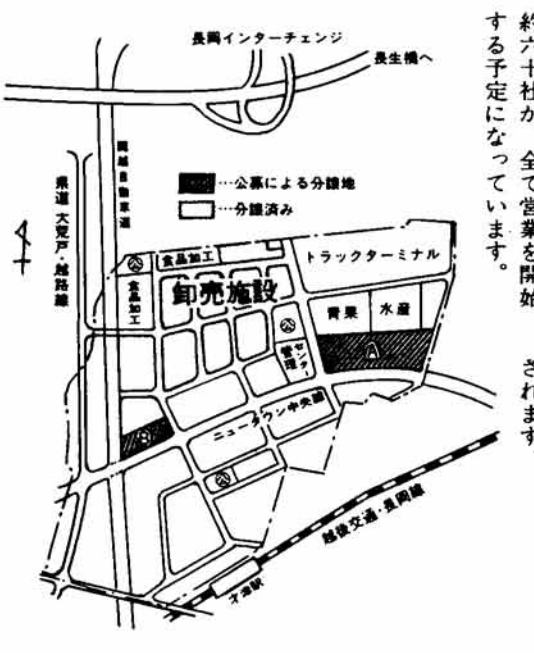 約六十社が、全て営業を開始
する予定になっています。
されます。
長岡インターチェンジ
長生橋へ
関越自動車道
県道 大荒戸・越路線
…公募による分譲地
…分譲済み
公
食品加工
食品加工
卸売施設
トラックターミナル
青果
水産
公
管理センター
A
B
ニュータウン中央線
公
越後交通・長岡線
才津駅